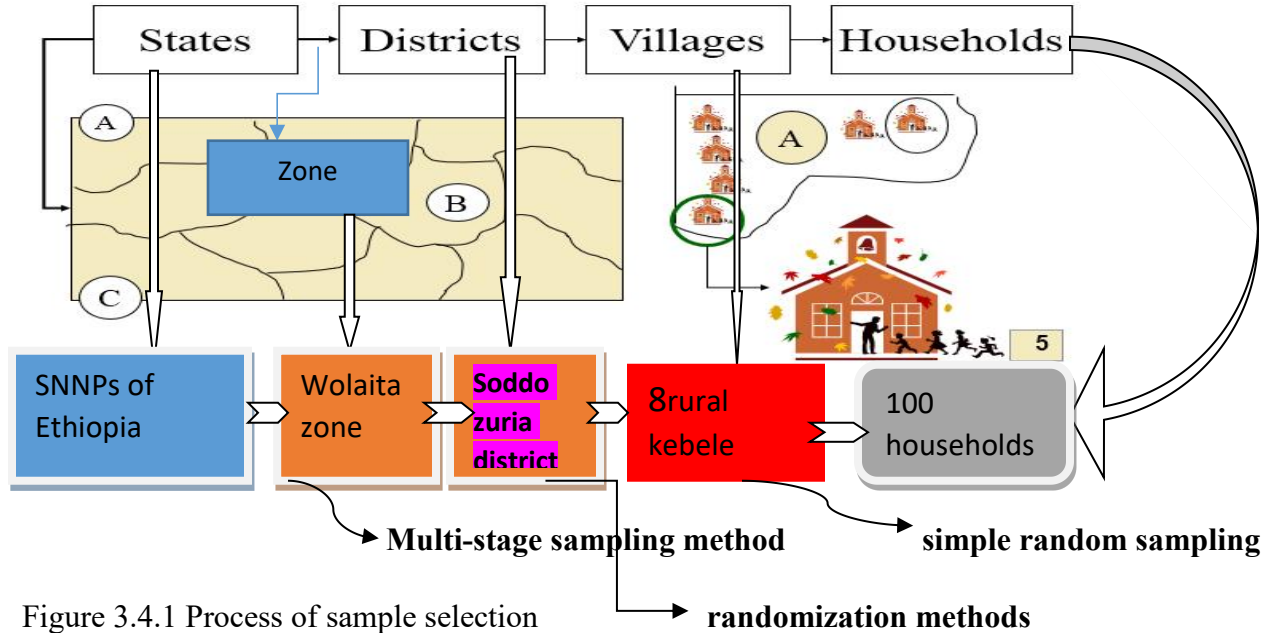 States
Districts
Villages
Households
A
Zone
B
C
A
5
SNNPs of
Ethiopia
Wolaita
zone
Soddo
zuria
district
8rural
kebele
100
households
Multi-stage sampling method
simple random sampling
Figure 3.4.1 Process of sample selection
randomization methods